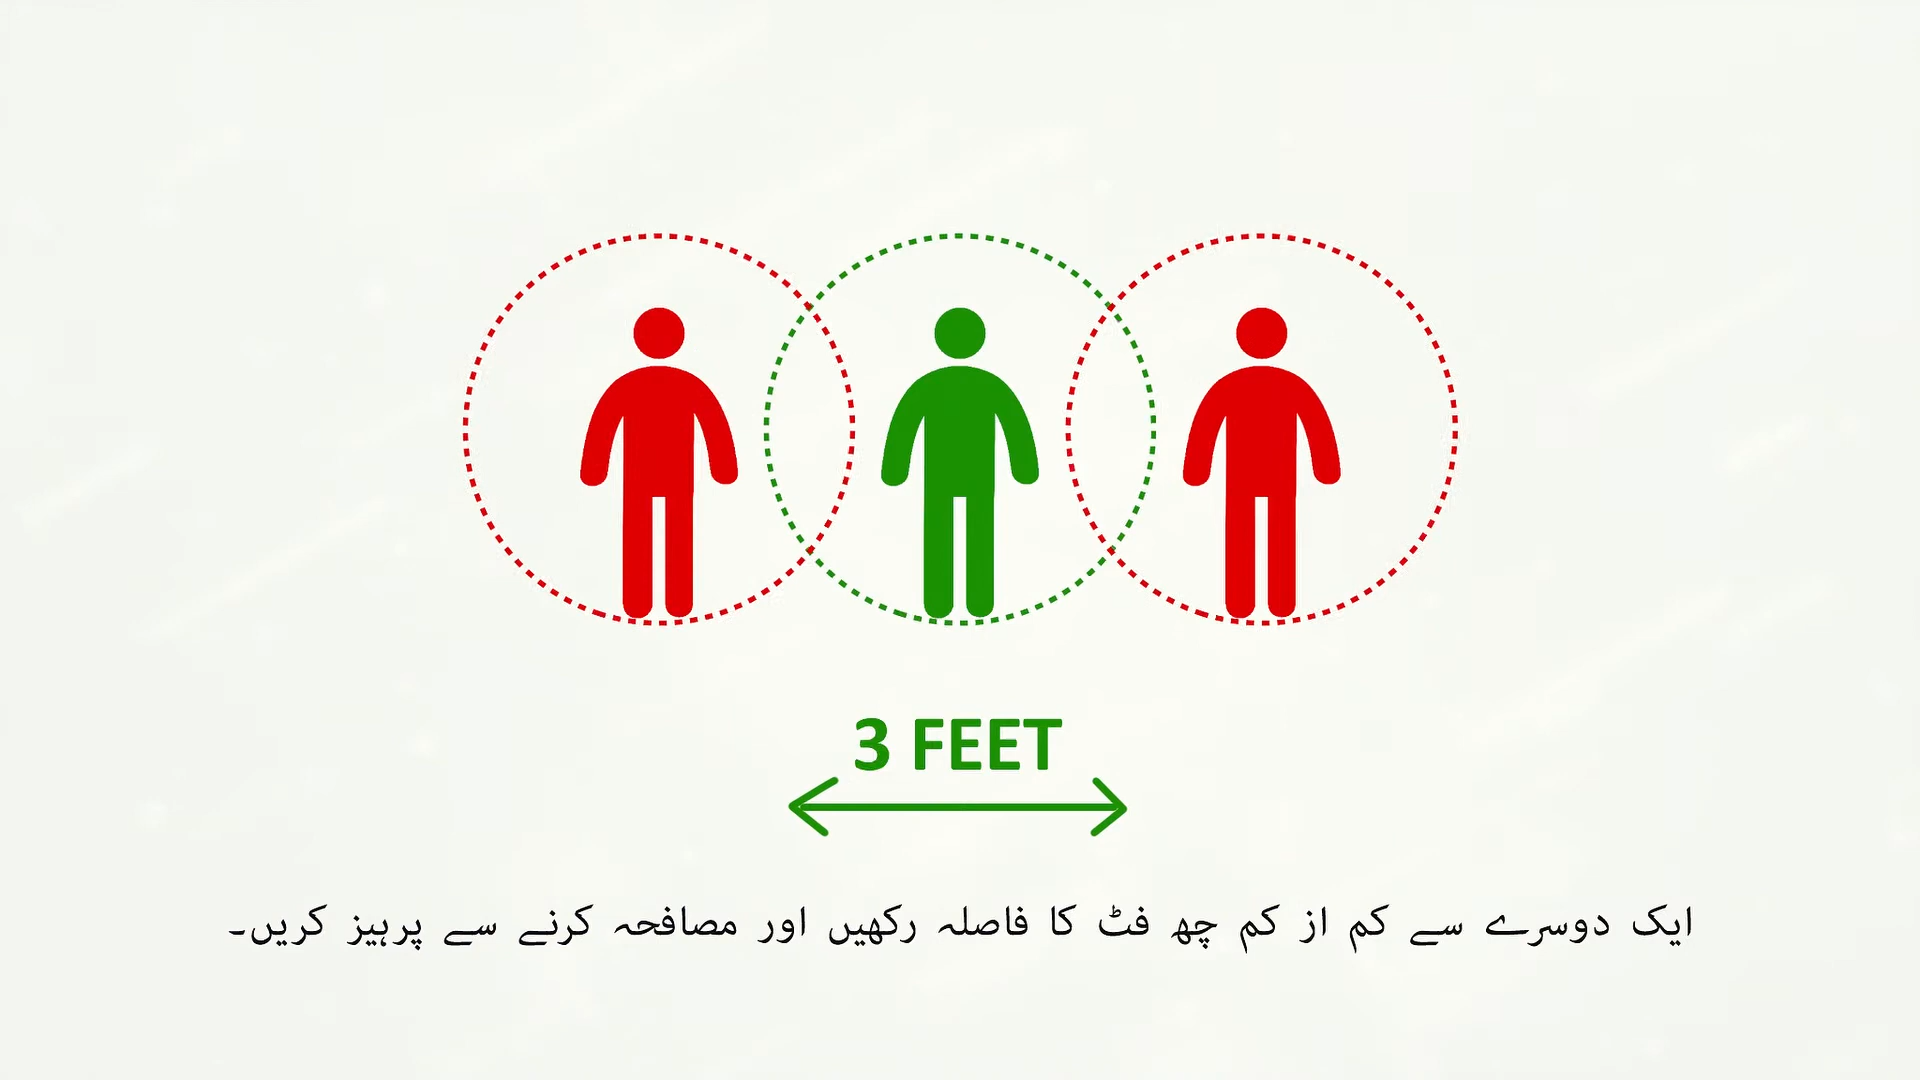 3 FEET
ایک دوسرے سے کم از کم چھ فٹ کا فاصلہ رکھیں اور مصافحہ کرنے سے پرہیز کریں۔